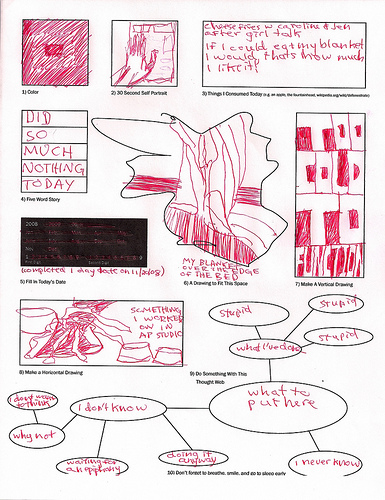 cheese fries w caroline & Jen
after girl talk
If I could eat my blanket
I would thats how much
I like it!
1) Color
2) 30 Second Self Portrait
3) Things I Consumed Today (e.g. an apple, the fountainhead, wikipedia.org/wiki/
DID
SO
MUCH
NOTHING
TODAY
4) Five Word Story
2008
(completed 1 day late on 11/2/08)
5) Fill in Today's Date
MY BLANKET
OVER THE EDGE
OF THE BED
6) A Drawing to Fit This Space
7) Make A Vertical Drawing
SOMETHING
I WORKED
ON IN
AP STUDIO
8) Make a Horizontal Drawing
9) Do Something With This
Thought Web
stupid
stupid
stupid
what I've done
what to
put here
I don't know
I don't want
to think
why not
waiting for
an epiphany
doing it
anyway
I never know
10) Don't forget to breathe, smile, and go to sleep early